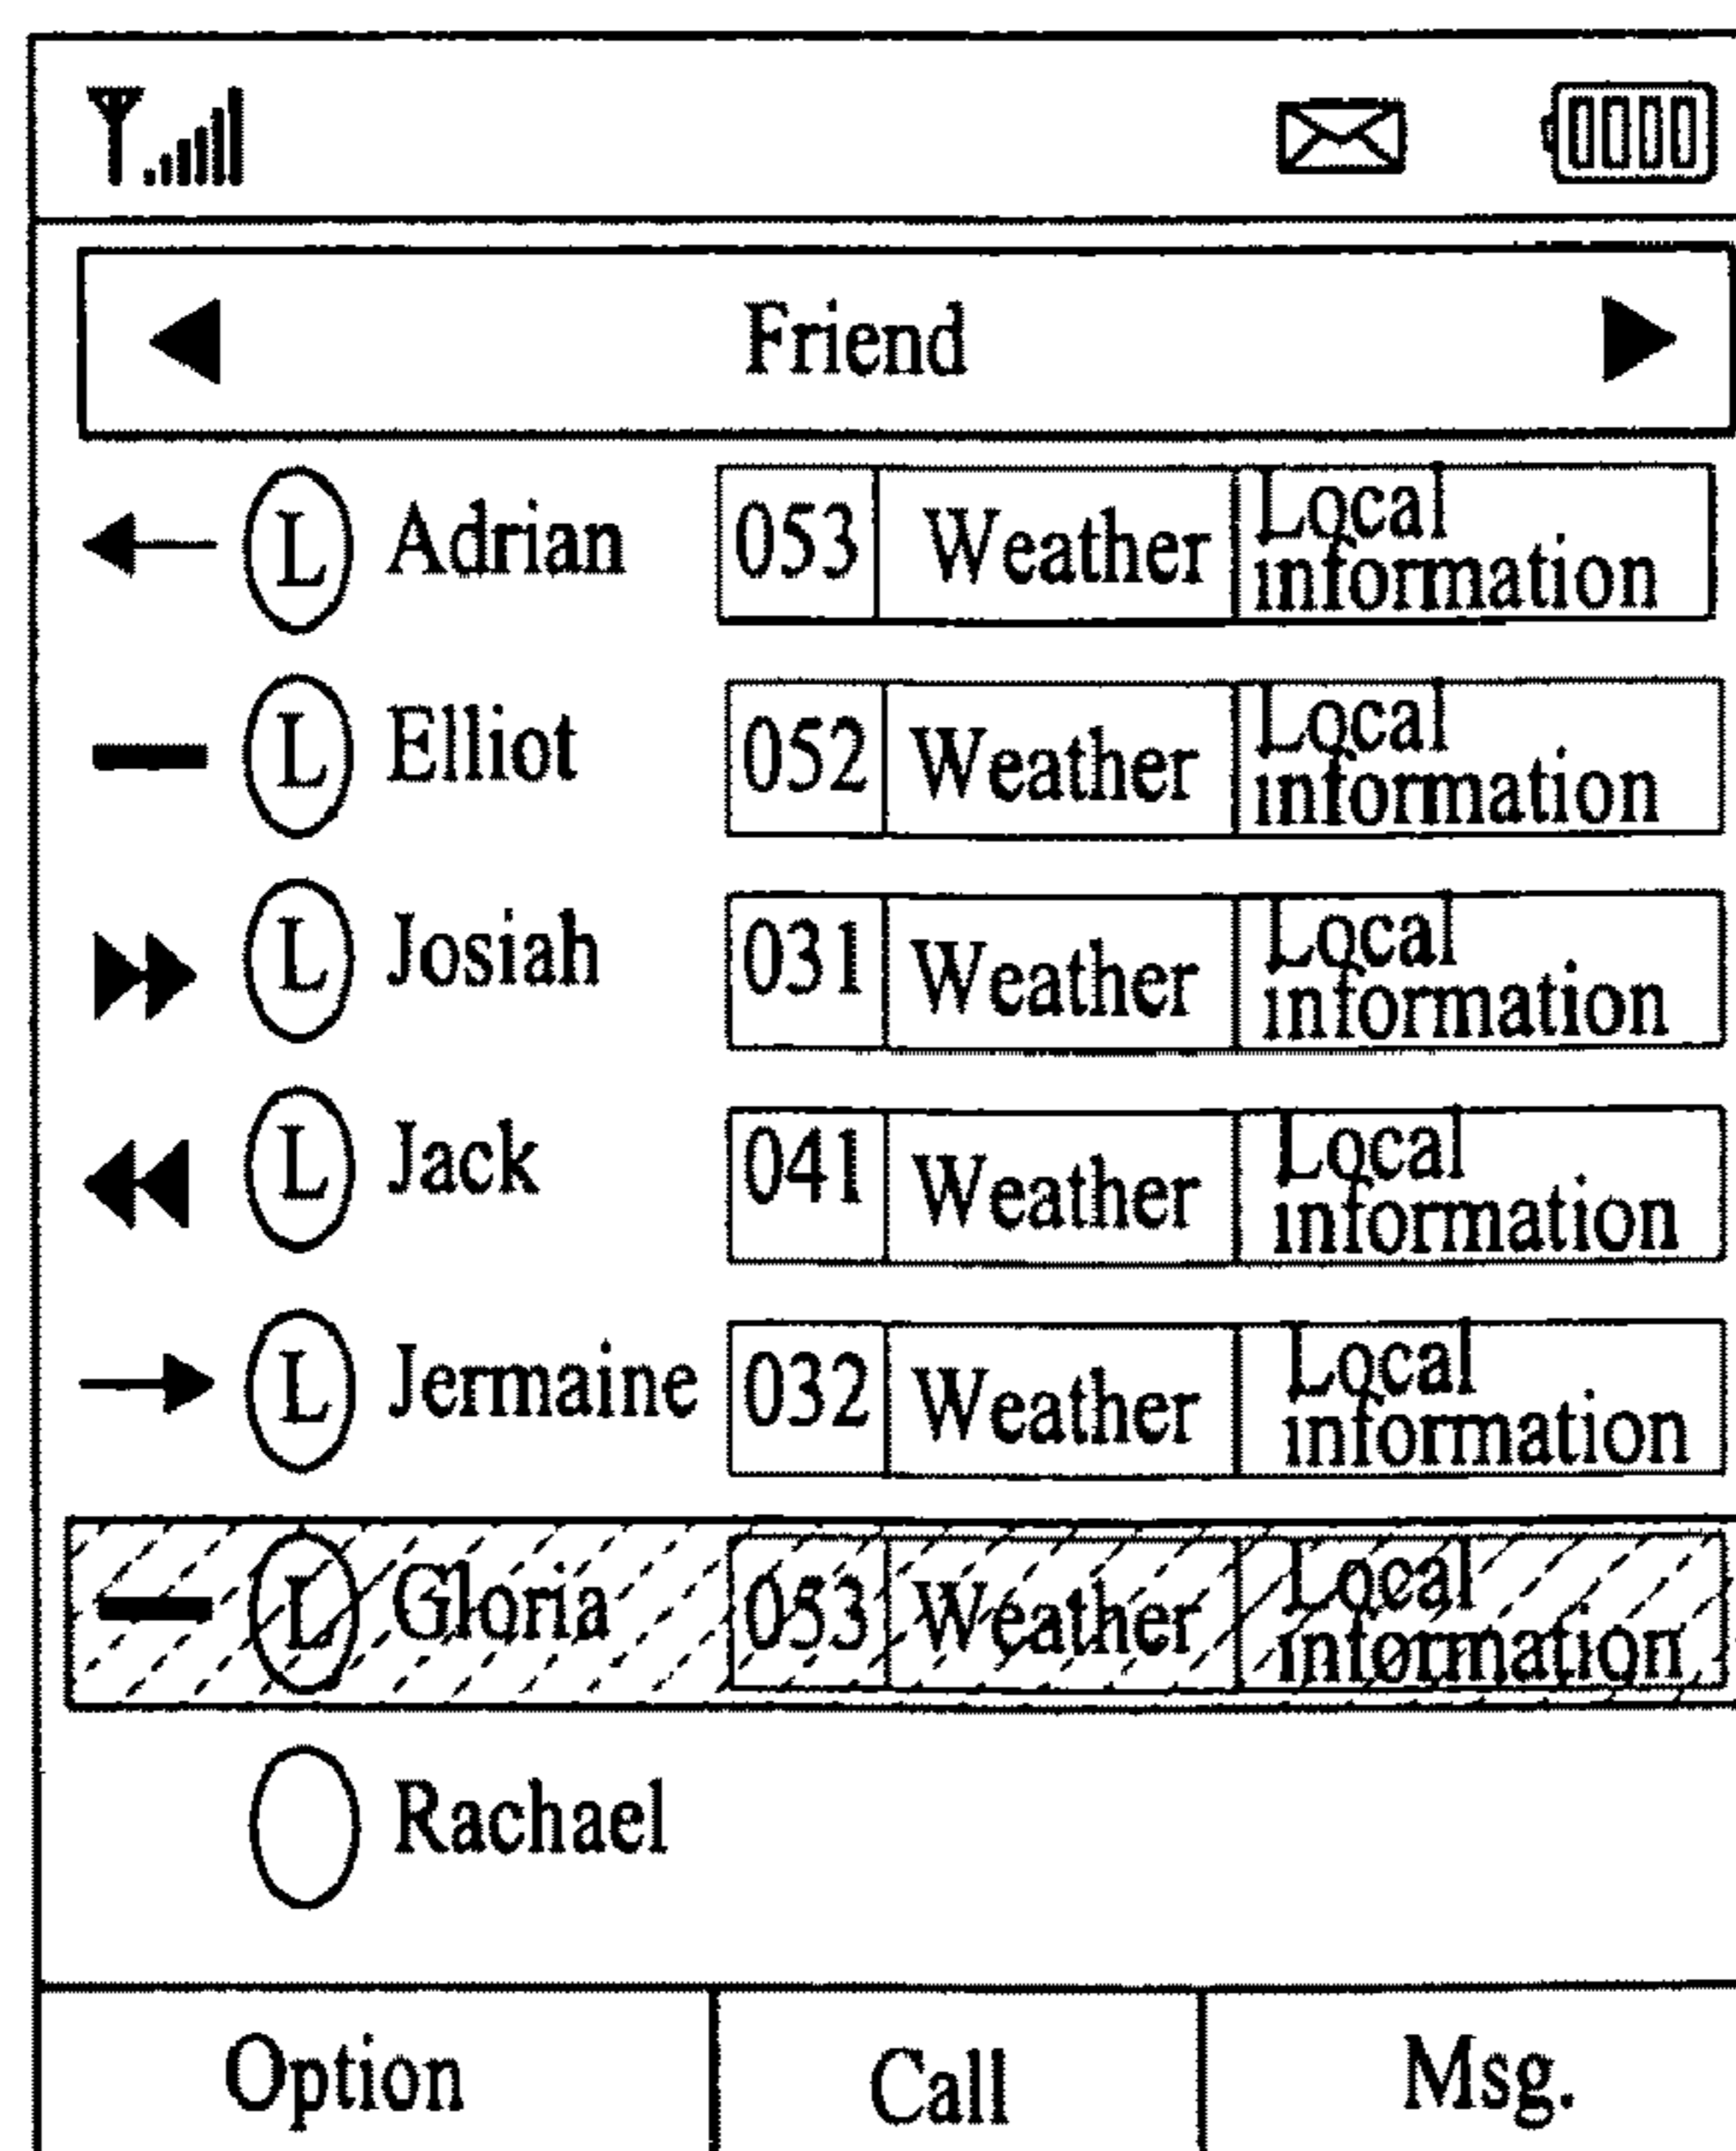 Friend
L Adrian 053 Weather Local information
L Elliot 052 Weather Local information
L Josiah 031 Weather Local information
L Jack 041 Weather Local information
L Jermaine 032 Weather Local information
L Gloria 053 Weather Local information
Rachael
Option Call Msg.